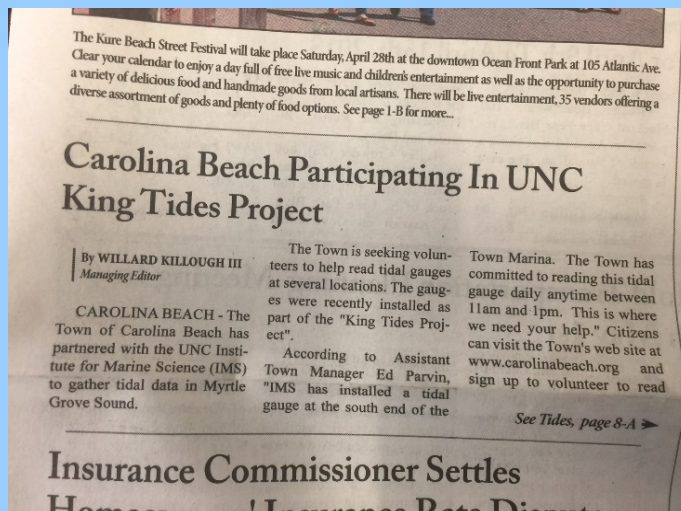 The Kure Beach Street Festival will take place Saturday, April 28th at the downtown Ocean Front Park at 105 Atlantic Ave.
Clear your calendar to enjoy a day full of free live music and children's entertainment as well as the opportunity to purchase
a variety of delicious food and handmade goods from local artisans. There will be live entertainment, 35 vendors offering a
diverse assortment of goods and plenty of food options. See page 1-B for more...
Carolina Beach Participating In UNC
King Tides Project
By WILLARD KILLOUGH III
Managing Editor
CAROLINA BEACH - The
Town of Carolina Beach has
partnered with the UNC Insti-
tute for Marine Science (IMS)
to gather tidal data in Myrtle
Grove Sound.
The Town is seeking volun-
teers to help read tidal gauges
at several locations. The gaug-
es were recently installed as
part of the "King Tides Proj-
ect".
According to Assistant
Town Manager Ed Parvin,
"IMS has installed a tidal
gauge at the south end of the
Town Marina. The Town has
committed to reading this tidal
gauge daily anytime between
11am and 1pm. This is where
we need your help." Citizens
can visit the Town's web site at
www.carolinabeach.org and
sign up to volunteer to read
See Tides, page 8-A
Insurance Commissioner Settles
Insurance Rate